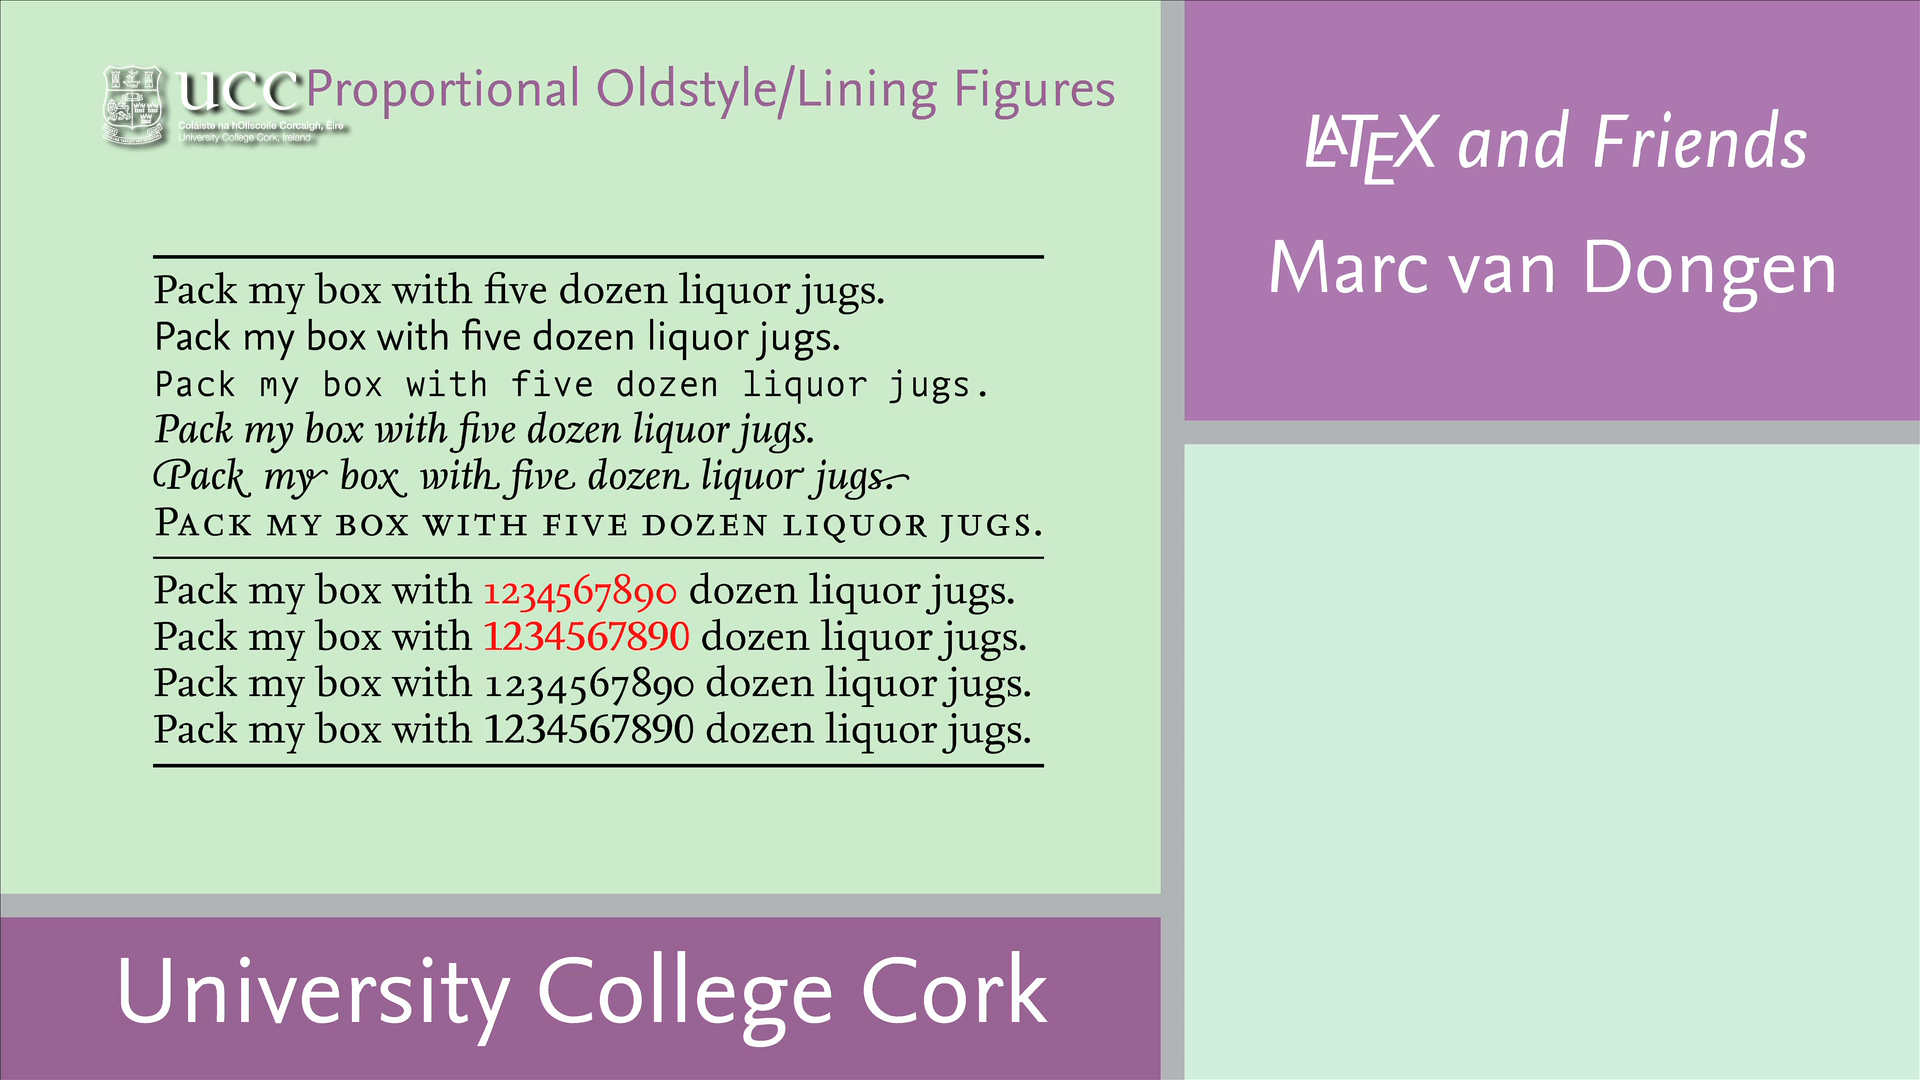 ucc
Coláiste na hOllscoile Corcaigh, Éire
University College Cork, Ireland
Proportional Oldstyle/Lining Figures
Pack my box with five dozen liquor jugs.
Pack my box with five dozen liquor jugs.
Pack my box with five dozen liquor jugs.
Pack my box with five dozen liquor jugs.
Pack my box with five dozen liquor jugs.
PACK MY BOX WITH FIVE DOZEN LIQUOR JUGS.
Pack my box with 1234567890 dozen liquor jugs.
Pack my box with 1234567890 dozen liquor jugs.
Pack my box with 1234567890 dozen liquor jugs.
Pack my box with 1234567890 dozen liquor jugs.
University College Cork
LATEX and Friends
Marc van Dongen